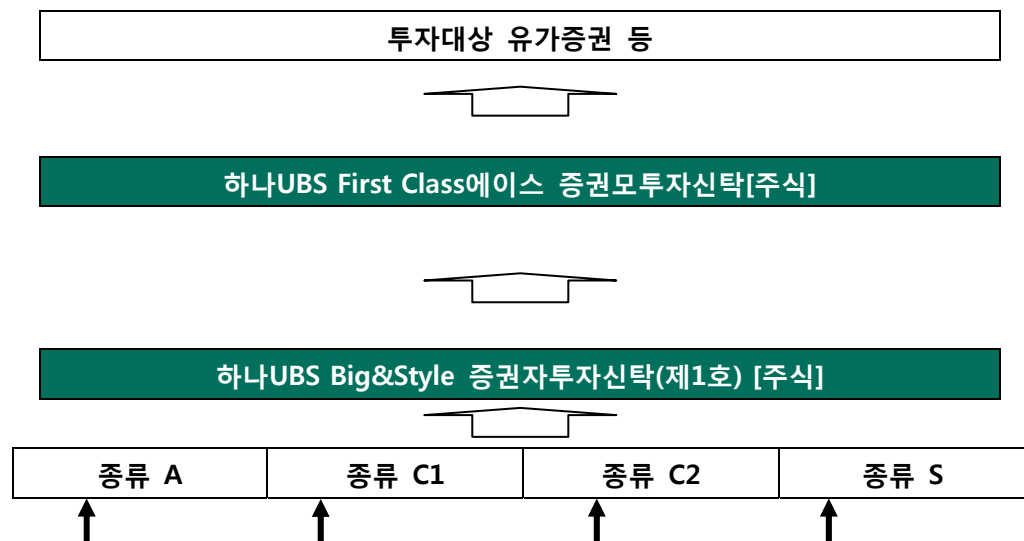 투자대상 유가증권 등
하나UBS First Class에이스 증권모투자신탁[주식]
하나UBS Big&Style 증권자투자신탁(제1호) [주식]
종류 A 종류 C1 종류 C2 종류 S